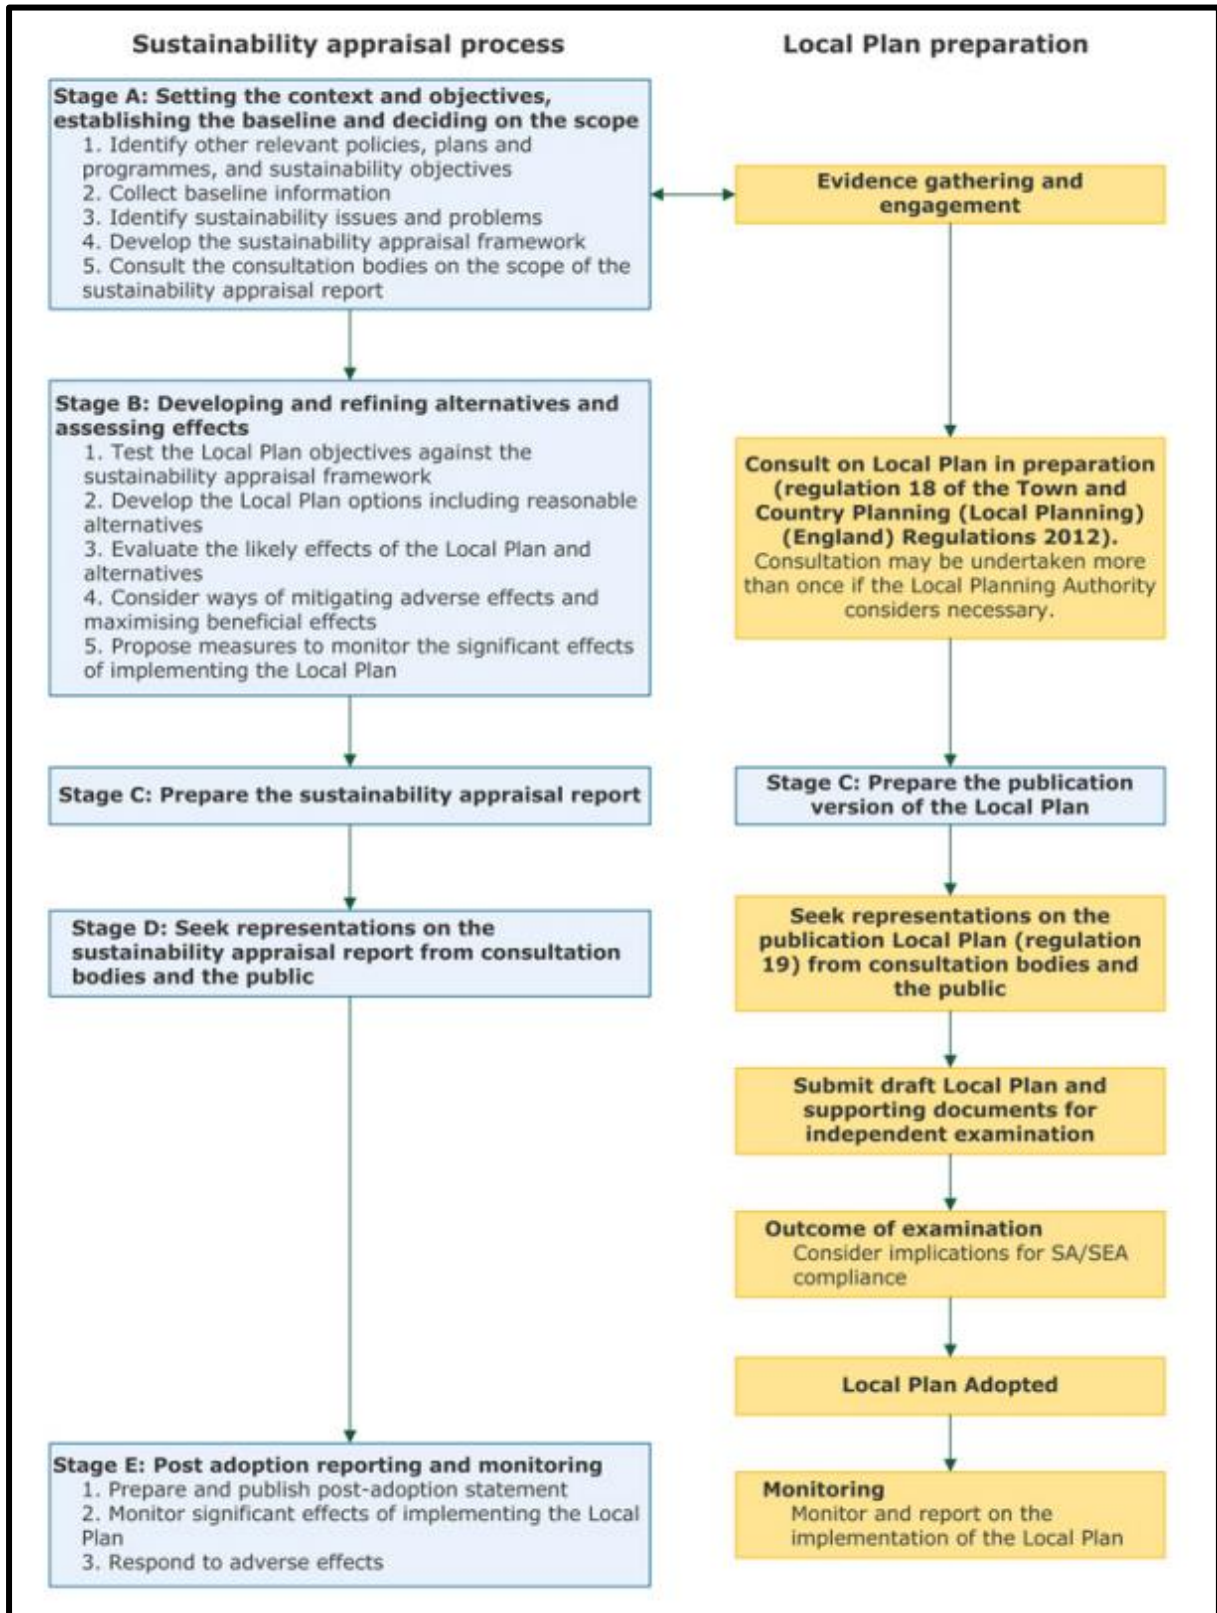 Sustainability appraisal process
Local Plan preparation
Stage A: Setting the context and objectives,
establishing the baseline and deciding on the scope
1. Identify other relevant policies, plans and
programmes, and sustainability objectives
2. Collect baseline information
3. Identify sustainability issues and problems
4. Develop the sustainability appraisal framework
5. Consult the consultation bodies on the scope of the
sustainability appraisal report
Evidence gathering and
engagement
Stage B: Developing and refining alternatives and
assessing effects
1. Test the Local Plan objectives against the
sustainability appraisal framework
2. Develop the Local Plan options including reasonable
alternatives
3. Evaluate the likely effects of the Local Plan and
alternatives
4. Consider ways of mitigating adverse effects and
maximising beneficial effects
5. Propose measures to monitor the significant effects
of implementing the Local Plan
Consult on Local Plan in preparation
(regulation 18 of the Town and
Country Planning (Local Planning)
(England) Regulations 2012).
Consultation may be undertaken more
than once if the Local Planning Authority
considers necessary.
Stage C: Prepare the sustainability appraisal report
Stage C: Prepare the publication
version of the Local Plan
Stage D: Seek representations on the
sustainability appraisal report from consultation
bodies and the public
Seek representations on the
publication Local Plan (regulation
19) from consultation bodies and
the public
Submit draft Local Plan and
supporting documents for
independent examination
Outcome of examination
Consider implications for SA/SEA
compliance
Local Plan Adopted
Stage E: Post adoption reporting and monitoring
1. Prepare and publish post-adoption statement
2. Monitor significant effects of implementing the Local
Plan
3. Respond to adverse effects
Monitoring
Monitor and report on the
implementation of the Local Plan